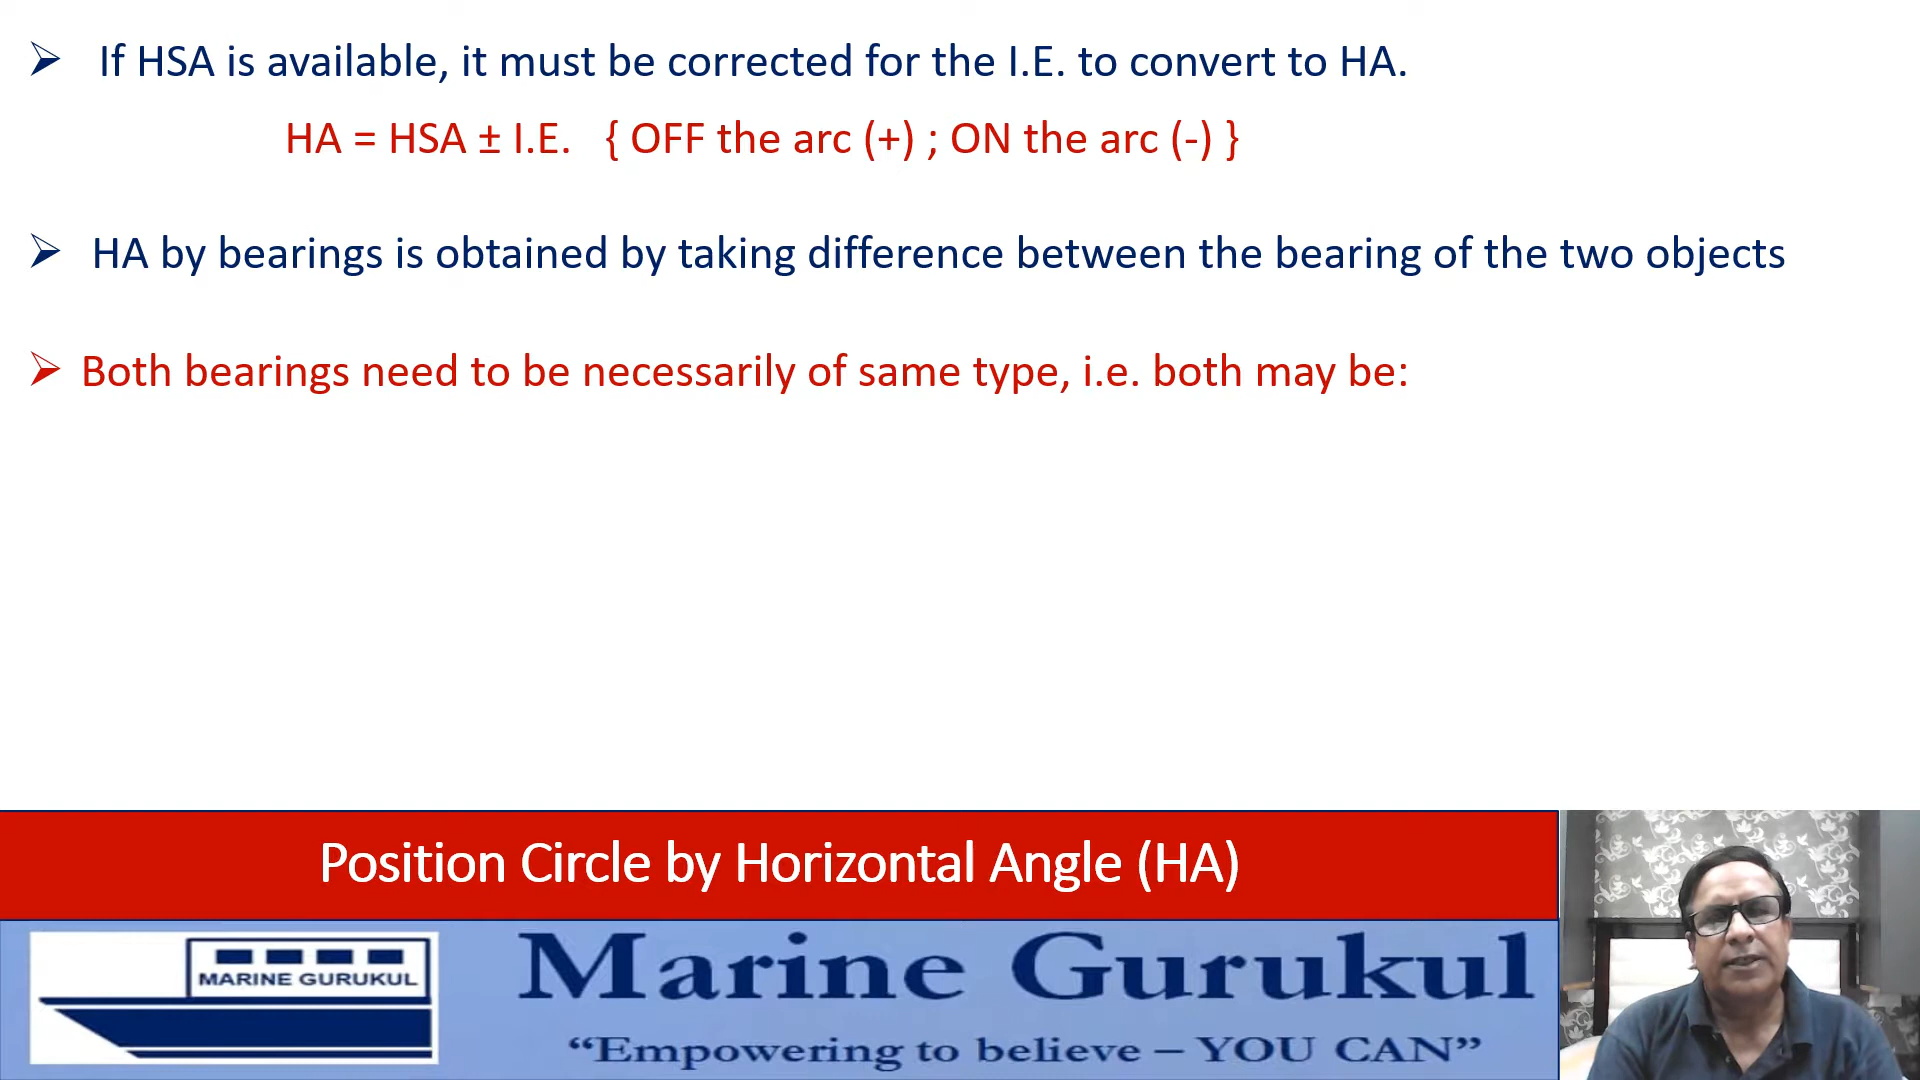 If HSA is available, it must be corrected for the I.E. to convert to HA.
HA = HSA ± I.E. { OFF the arc (+) ; ON the arc (-) }
HA by bearings is obtained by taking difference between the bearing of the two objects
Both bearings need to be necessarily of same type, i.e. both may be:
Position Circle by Horizontal Angle (HA)
MARINE GURUKUL
Marine Gurukul
“Empowering to believe – YOU CAN”